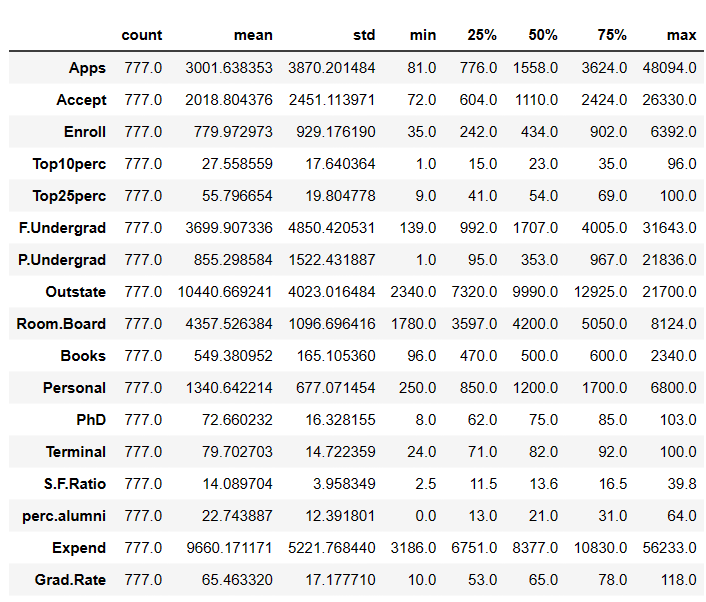 count mean std min 25% 50% 75% max
Apps 777.0 3001.638353 3870.201484 81.0 776.0 1558.0 3624.0 48094.0
Accept 777.0 2018.804376 2451.113971 72.0 604.0 1110.0 2424.0 26330.0
Enroll 777.0 779.972973 929.176190 35.0 242.0 434.0 902.0 6392.0
Top10perc 777.0 27.558559 17.640364 1.0 15.0 23.0 35.0 96.0
Top25perc 777.0 55.796654 19.804778 9.0 41.0 54.0 69.0 100.0
F.Undergrad 777.0 3699.907336 4850.420531 139.0 992.0 1707.0 4005.0 31643.0
P.Undergrad 777.0 855.298584 1522.431887 1.0 95.0 353.0 967.0 21836.0
Outstate 777.0 10440.669241 4023.016484 2340.0 7320.0 9990.0 12925.0 21700.0
Room.Board 777.0 4357.526384 1096.696416 1780.0 3597.0 4200.0 5050.0 8124.0
Books 777.0 549.380952 165.105360 96.0 470.0 500.0 600.0 2340.0
Personal 777.0 1340.642214 677.071454 250.0 850.0 1200.0 1700.0 6800.0
PhD 777.0 72.660232 16.328155 8.0 62.0 75.0 85.0 103.0
Terminal 777.0 79.702703 14.722359 24.0 71.0 82.0 92.0 100.0
S.F.Ratio 777.0 14.089704 3.958349 2.5 11.5 13.6 16.5 39.8
perc.alumni 777.0 22.743887 12.391801 0.0 13.0 21.0 31.0 64.0
Expend 777.0 9660.171171 5221.768440 3186.0 6751.0 8377.0 10830.0 56233.0
Grad.Rate 777.0 65.463320 17.177710 10.0 53.0 65.0 78.0 118.0